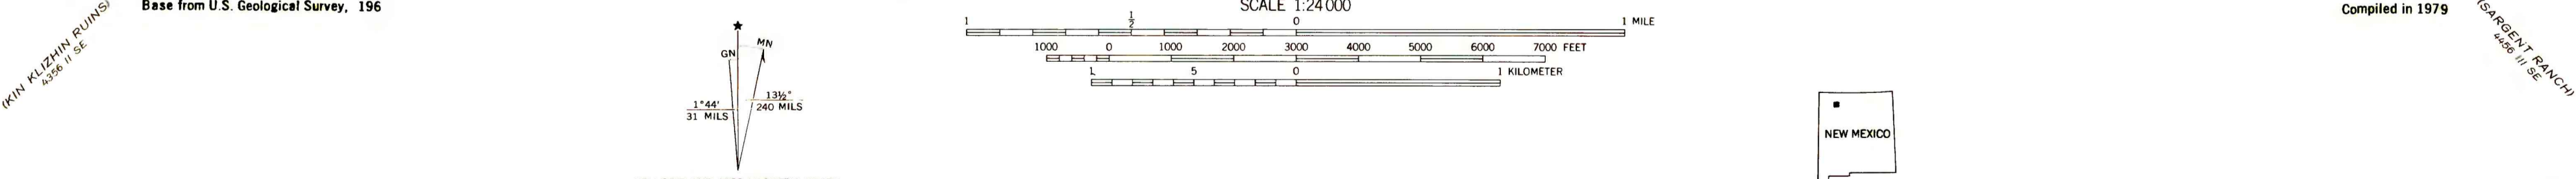 (KIN KLIZHIN RUINS)
4356 II SE
Base from U.S. Geological Survey, 196
★
GN
MN
1°44'
31 MILS
13½°
240 MILS
SCALE 1:24 000
1 ½ 0 1 MILE
1000 0 1000 2000 3000 4000 5000 6000 7000 FEET
1 5 0 1 KILOMETER
NEW MEXICO
Compiled in 1979
(SARGENT RANCH)
4456 III SE